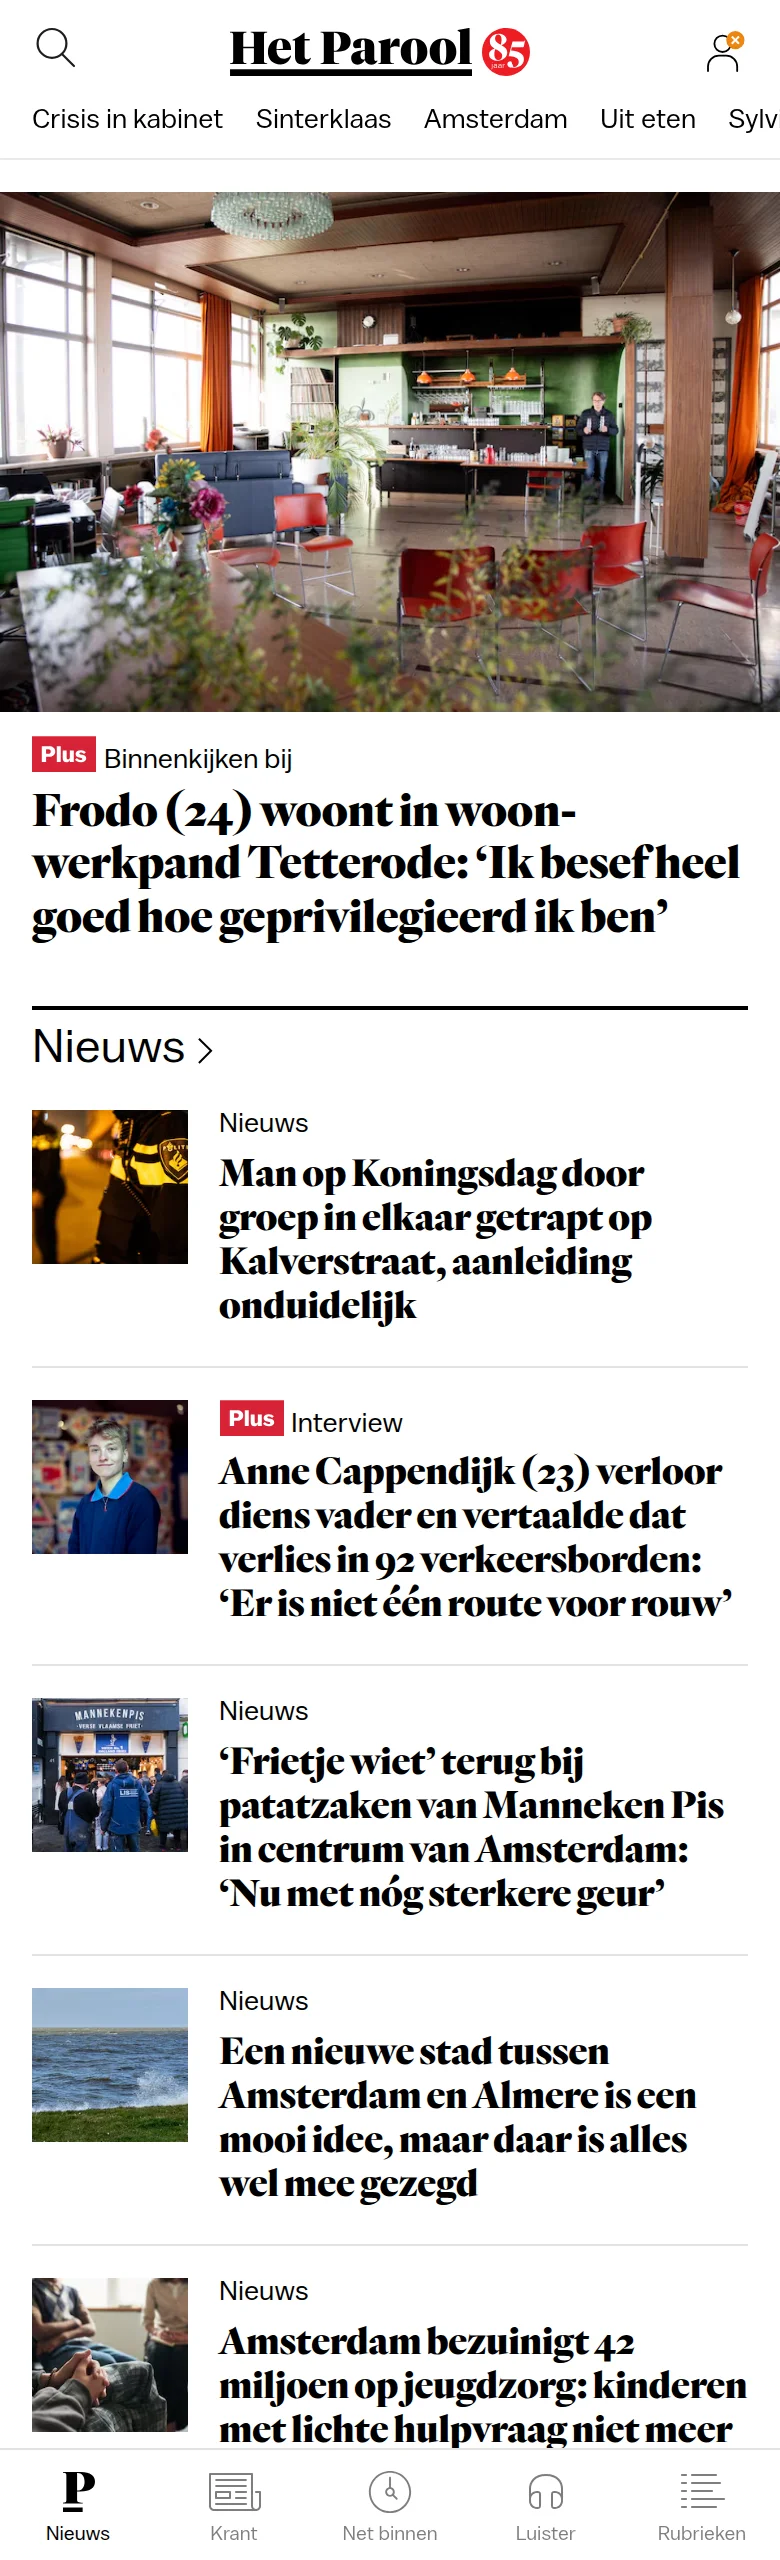 Het Parool 85 jaar
Crisis in kabinet Sinterklaas Amsterdam Uit eten Sylvi
Plus Binnenkijken bij
Frodo (24) woont in woon-
werkpand Tetterode: ‘Ik besef heel
goed hoe geprivilegieerd ik ben’
Nieuws
Nieuws
Man op Koningsdag door
groep in elkaar getrapt op
Kalverstraat, aanleiding
onduidelijk
POLITIE
Plus Interview
Anne Cappendijk (23) verloor
diens vader en vertaalde dat
verlies in 92 verkeersborden:
‘Er is niet één route voor rouw’
MANNEKENPIS
VERSE VLAAMSE FRIET
Nieuws
‘Frietje wiet’ terug bij
patatzaken van Manneken Pis
in centrum van Amsterdam:
‘Nu met nóg sterkere geur’
Nieuws
Een nieuwe stad tussen
Amsterdam en Almere is een
mooi idee, maar daar is alles
wel mee gezegd
Nieuws
Amsterdam bezuinigt 42
miljoen op jeugdzorg: kinderen
met lichte hulpvraag niet meer
Nieuws Krant Net binnen Luister Rubrieken